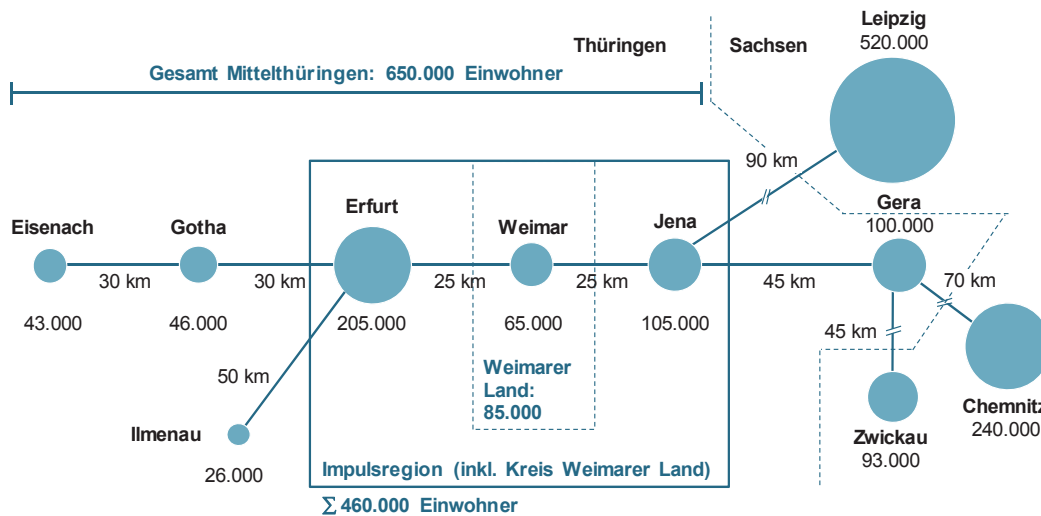 Leipzig
520.000
Thüringen
Sachsen
Gesamt Mittelthüringen: 650.000 Einwohner
90 km
Eisenach
Gotha
Erfurt
Weimar
Jena
Gera
100.000
30 km
30 km
25 km
25 km
45 km
70 km
43.000
46.000
205.000
65.000
105.000
45 km
50 km
Weimarer
Land:
85.000
Ilmenau
26.000
Zwickau
93.000
Chemnitz
240.000
Impulsregion (inkl. Kreis Weimarer Land)
∑ 460.000 Einwohner